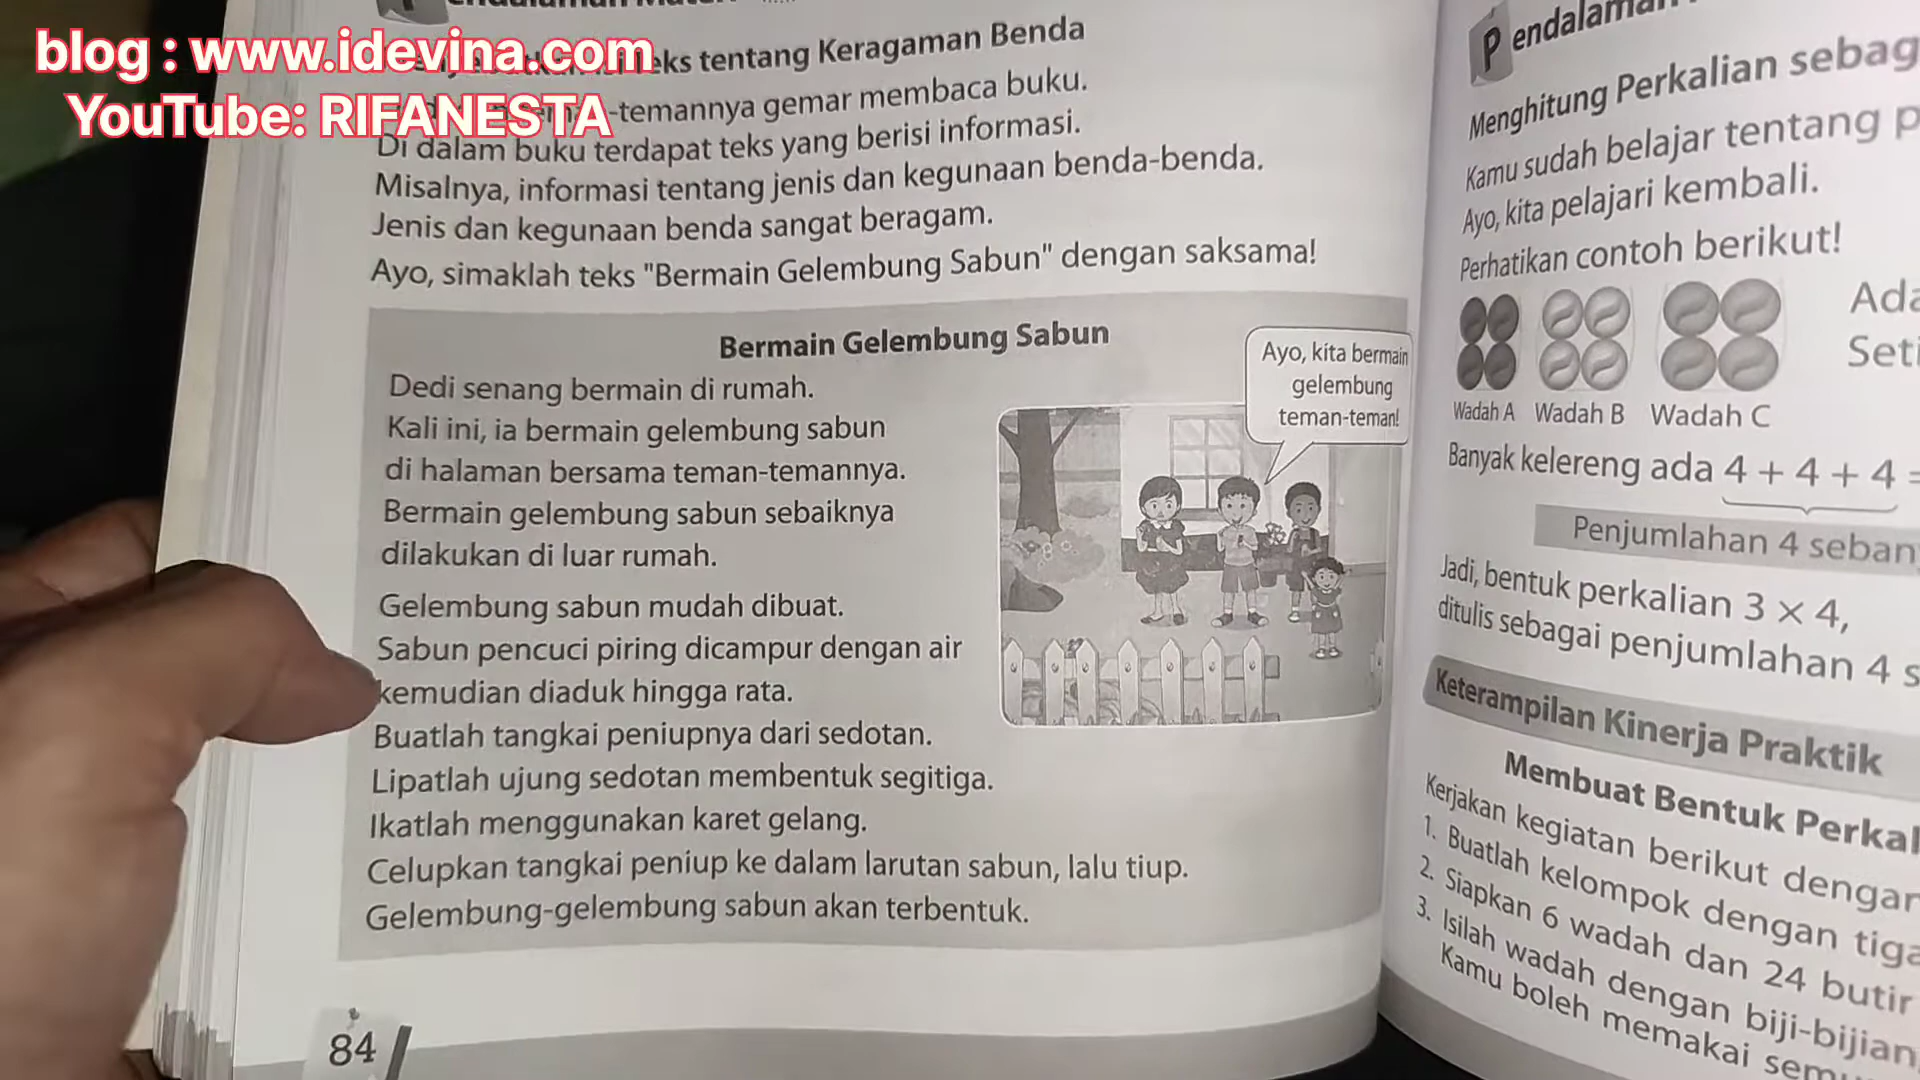 blog : www.idevina.com
YouTube: RIFANESTA
teks tentang Keragaman Benda
-temannya gemar membaca buku.
Di dalam buku terdapat teks yang berisi informasi.
Misalnya, informasi tentang jenis dan kegunaan benda-benda.
Jenis dan kegunaan benda sangat beragam.
Ayo, simaklah teks "Bermain Gelembung Sabun" dengan saksama!
Bermain Gelembung Sabun
Dedi senang bermain di rumah.
Kali ini, ia bermain gelembung sabun
di halaman bersama teman-temannya.
Bermain gelembung sabun sebaiknya
dilakukan di luar rumah.
Gelembung sabun mudah dibuat.
Sabun pencuci piring dicampur dengan air
kemudian diaduk hingga rata.
Buatlah tangkai peniupnya dari sedotan.
Lipatlah ujung sedotan membentuk segitiga.
Ikatlah menggunakan karet gelang.
Celupkan tangkai peniup ke dalam larutan sabun, lalu tiup.
Gelembung-gelembung sabun akan terbentuk.
Ayo, kita bermain
gelembung
teman-teman!
84
Pendalaman
Menghitung Perkalian sebag
Kamu sudah belajar tentang p
Ayo, kita pelajari kembali.
Perhatikan contoh berikut!
Ada
Seti
Wadah A Wadah B Wadah C
Banyak kelereng ada 4 + 4 + 4 =
Penjumlahan 4 seban
Jadi, bentuk perkalian 3 × 4,
ditulis sebagai penjumlahan 4 s
Keterampilan Kinerja Praktik
Membuat Bentuk Perkal
Kerjakan kegiatan berikut dengan
1. Buatlah kelompok dengan tiga
2. Siapkan 6 wadah dan 24 butir
3. Isilah wadah dengan biji-bijian
Kamu boleh memakai semu